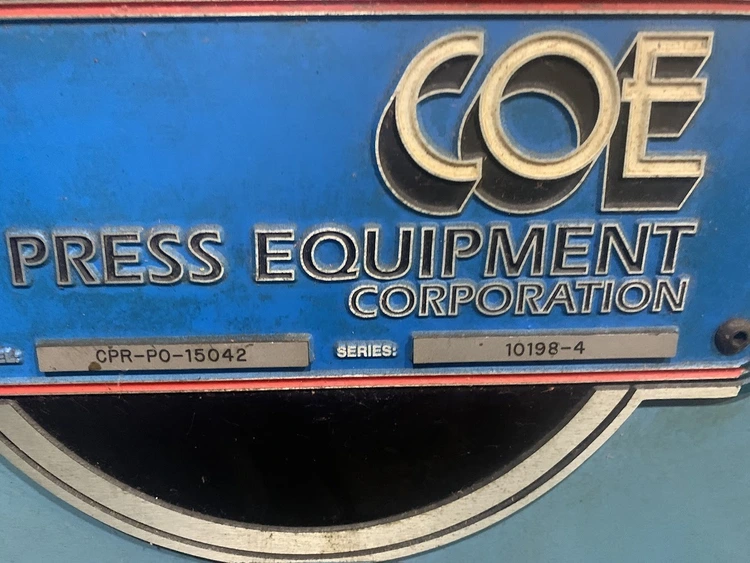 COE
PRESS EQUIPMENT
CORPORATION
CPR-PO-15042 SERIES: 10198-4